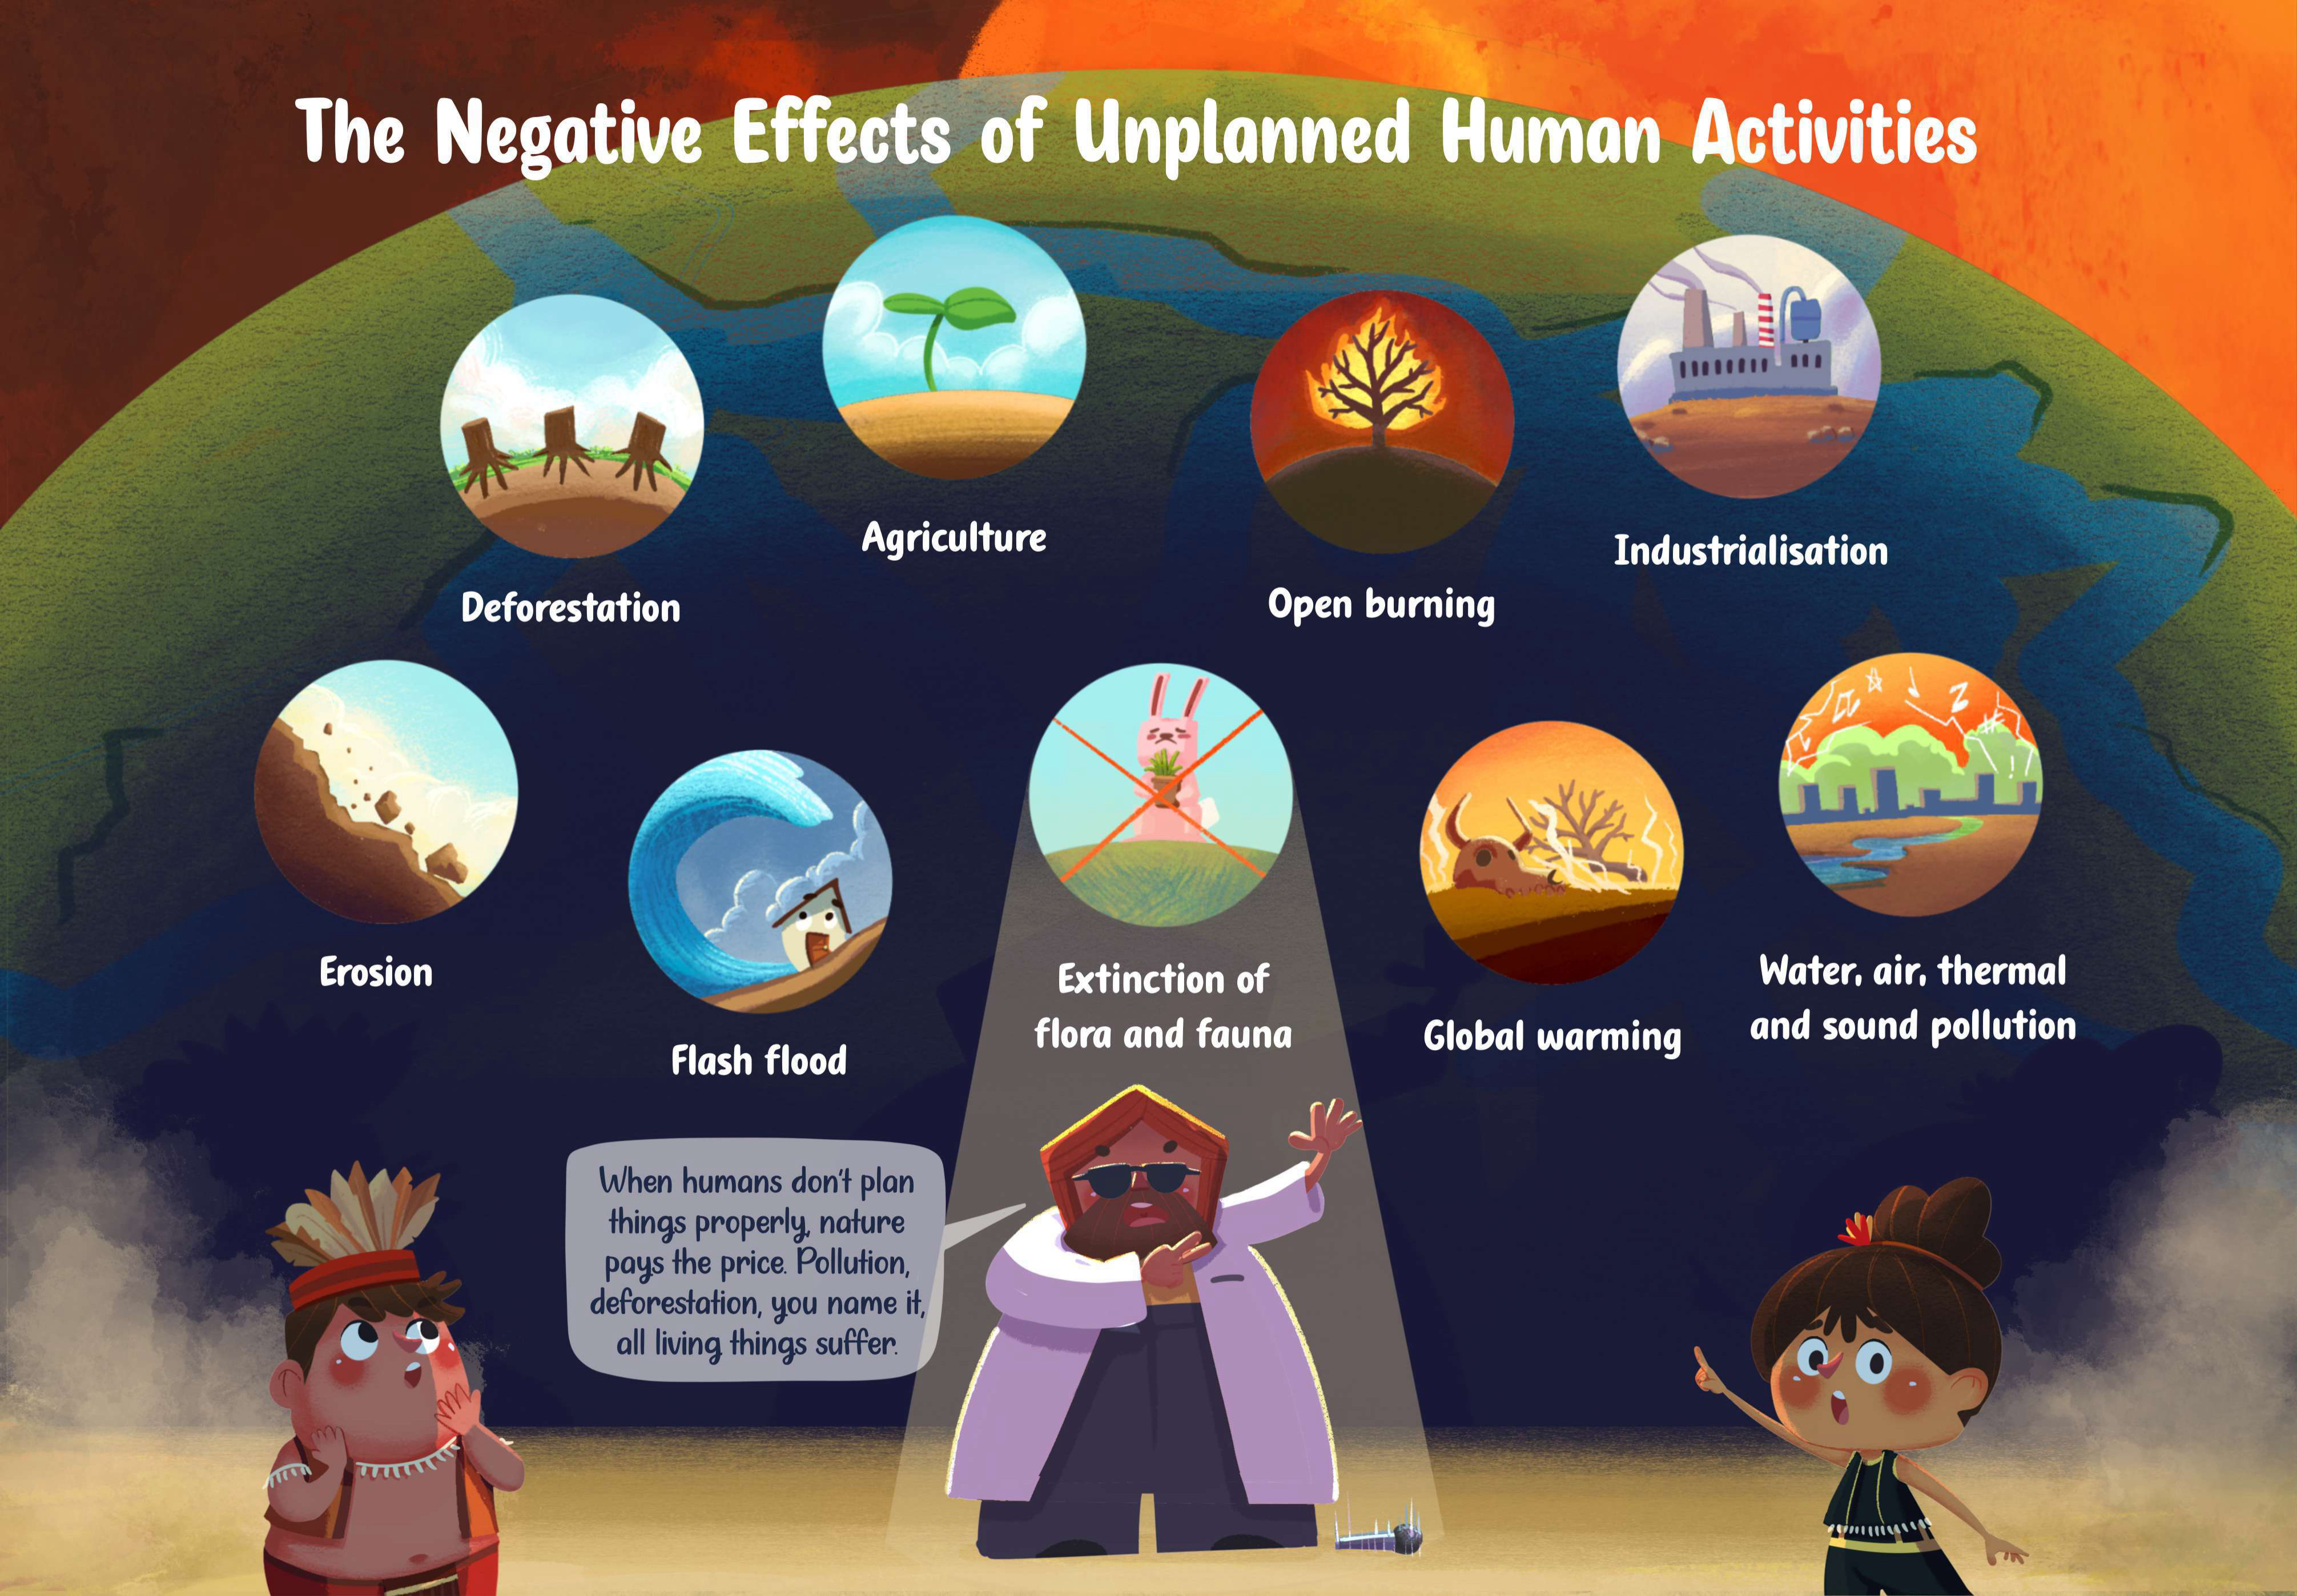 The Negative Effects of Unplanned Human Activities
Deforestation
Agriculture
Open burning
Industrialisation
Erosion
Flash flood
Extinction of
flora and fauna
Global warming
Water, air, thermal
and sound pollution
When humans don't plan
things properly, nature
pays the price. Pollution,
deforestation, you name it,
all living things suffer.